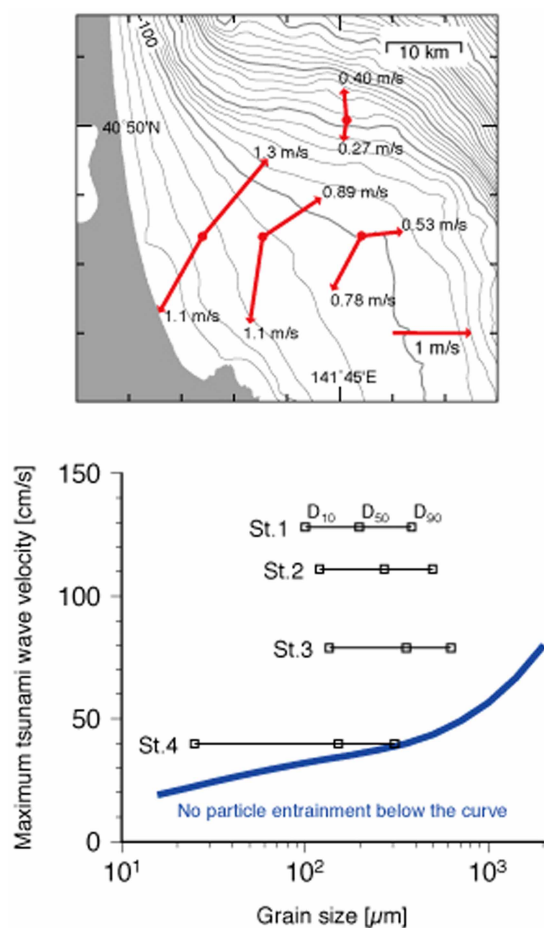 -100
10 km
0.40 m/s
40°50'N
1.3 m/s
0.27 m/s
0.89 m/s
0.53 m/s
0.78 m/s
1.1 m/s
1.1 m/s
1 m/s
141°45'E
Maximum tsunami wave velocity [cm/s]
150
D10 D50 D90
St.1
St.2
100
St.3
50
St.4
No particle entrainment below the curve
0
10¹ 10² 10³
Grain size [µm]